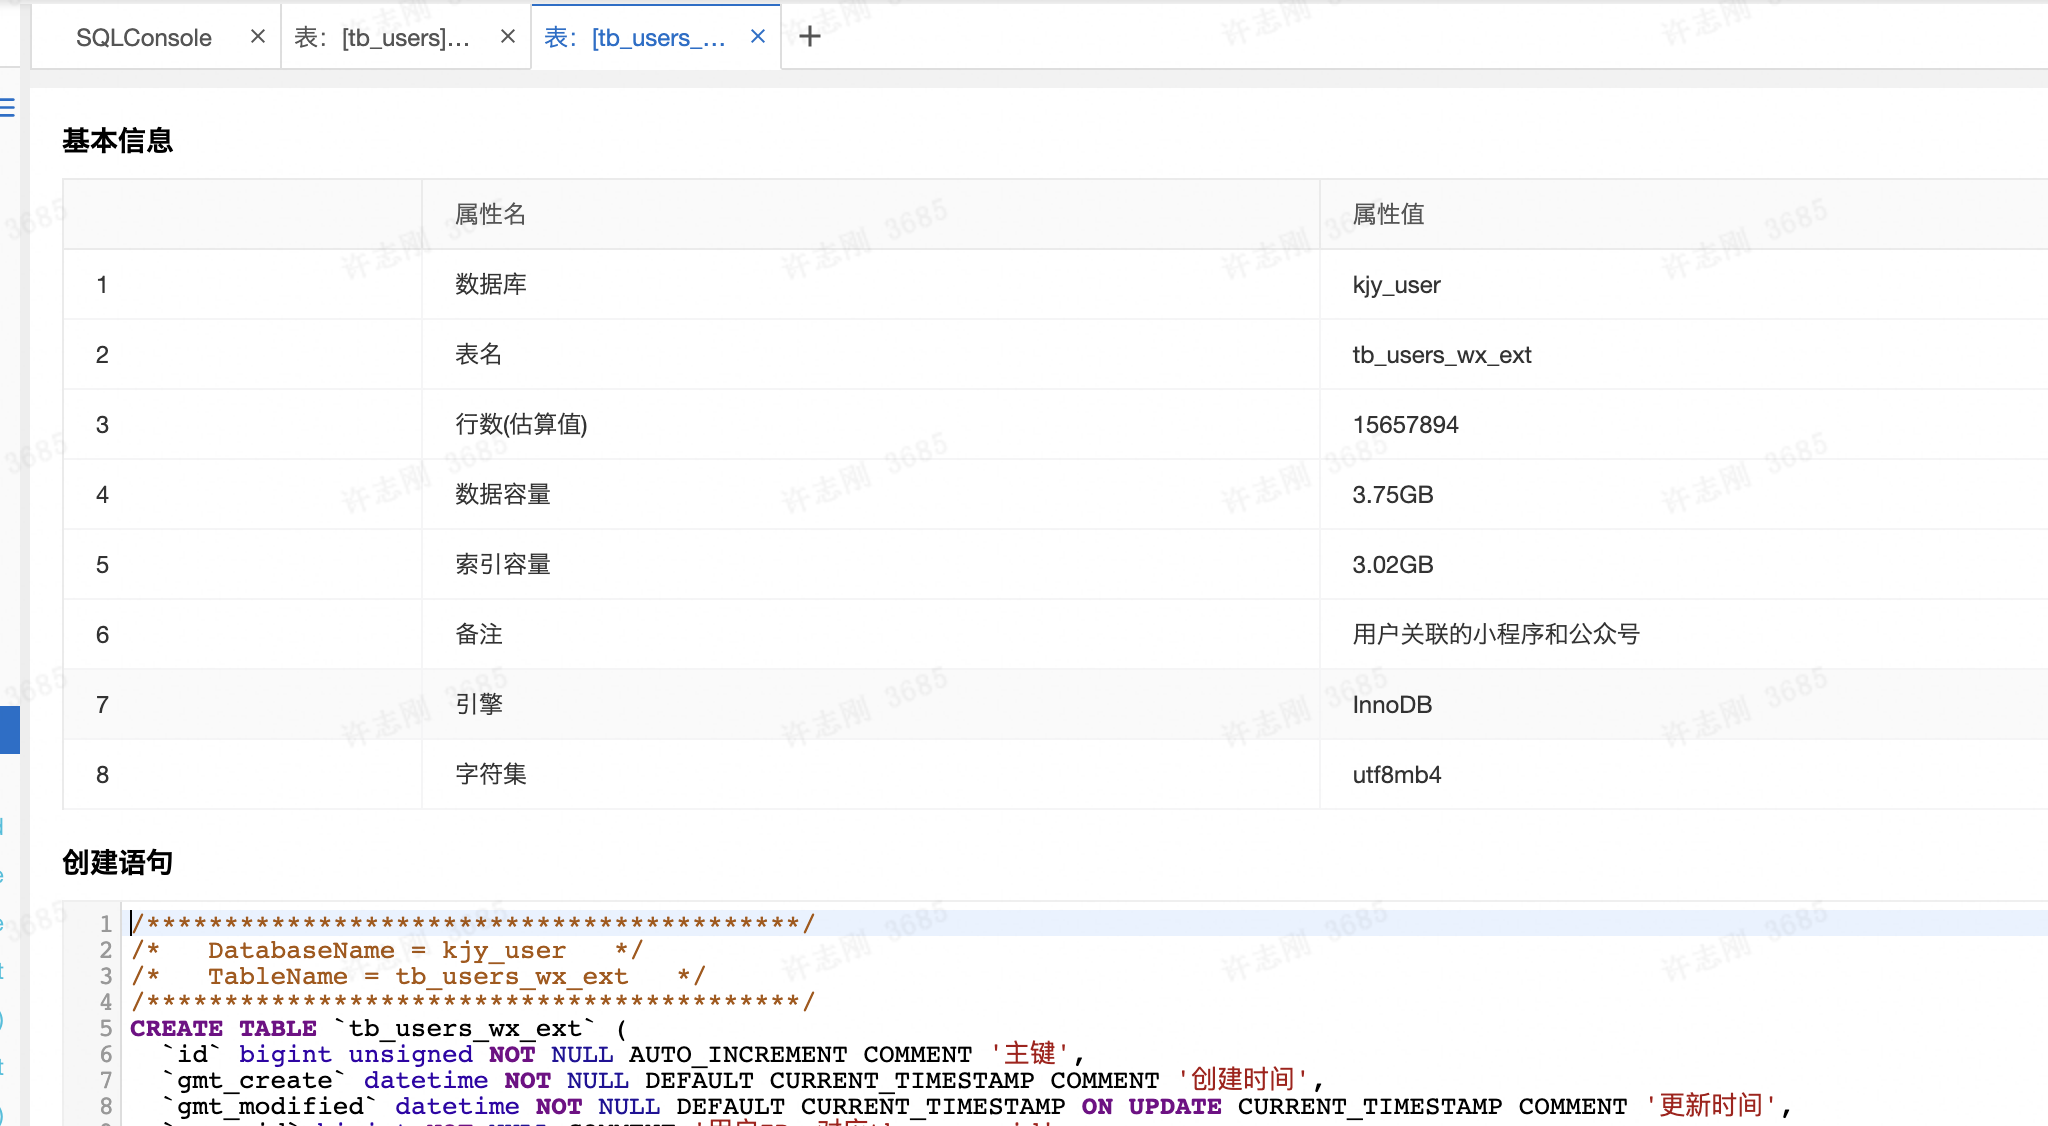 SQLConsole
表：[tb_users]...
表：[tb_users_...
基本信息
属性名 属性值
1 数据库 kjy_user
2 表名 tb_users_wx_ext
3 行数(估算值) 15657894
4 数据容量 3.75GB
5 索引容量 3.02GB
6 备注 用户关联的小程序和公众号
7 引擎 InnoDB
8 字符集 utf8mb4
创建语句
1 /******************************************/
2 /*   DatabaseName = kjy_user   */
3 /*   TableName = tb_users_wx_ext   */
4 /******************************************/
5 CREATE TABLE `tb_users_wx_ext` (
6   `id` bigint unsigned NOT NULL AUTO_INCREMENT COMMENT '主键',
7   `gmt_create` datetime NOT NULL DEFAULT CURRENT_TIMESTAMP COMMENT '创建时间',
8   `gmt_modified` datetime NOT NULL DEFAULT CURRENT_TIMESTAMP ON UPDATE CURRENT_TIMESTAMP COMMENT '更新时间',
许志刚 3685